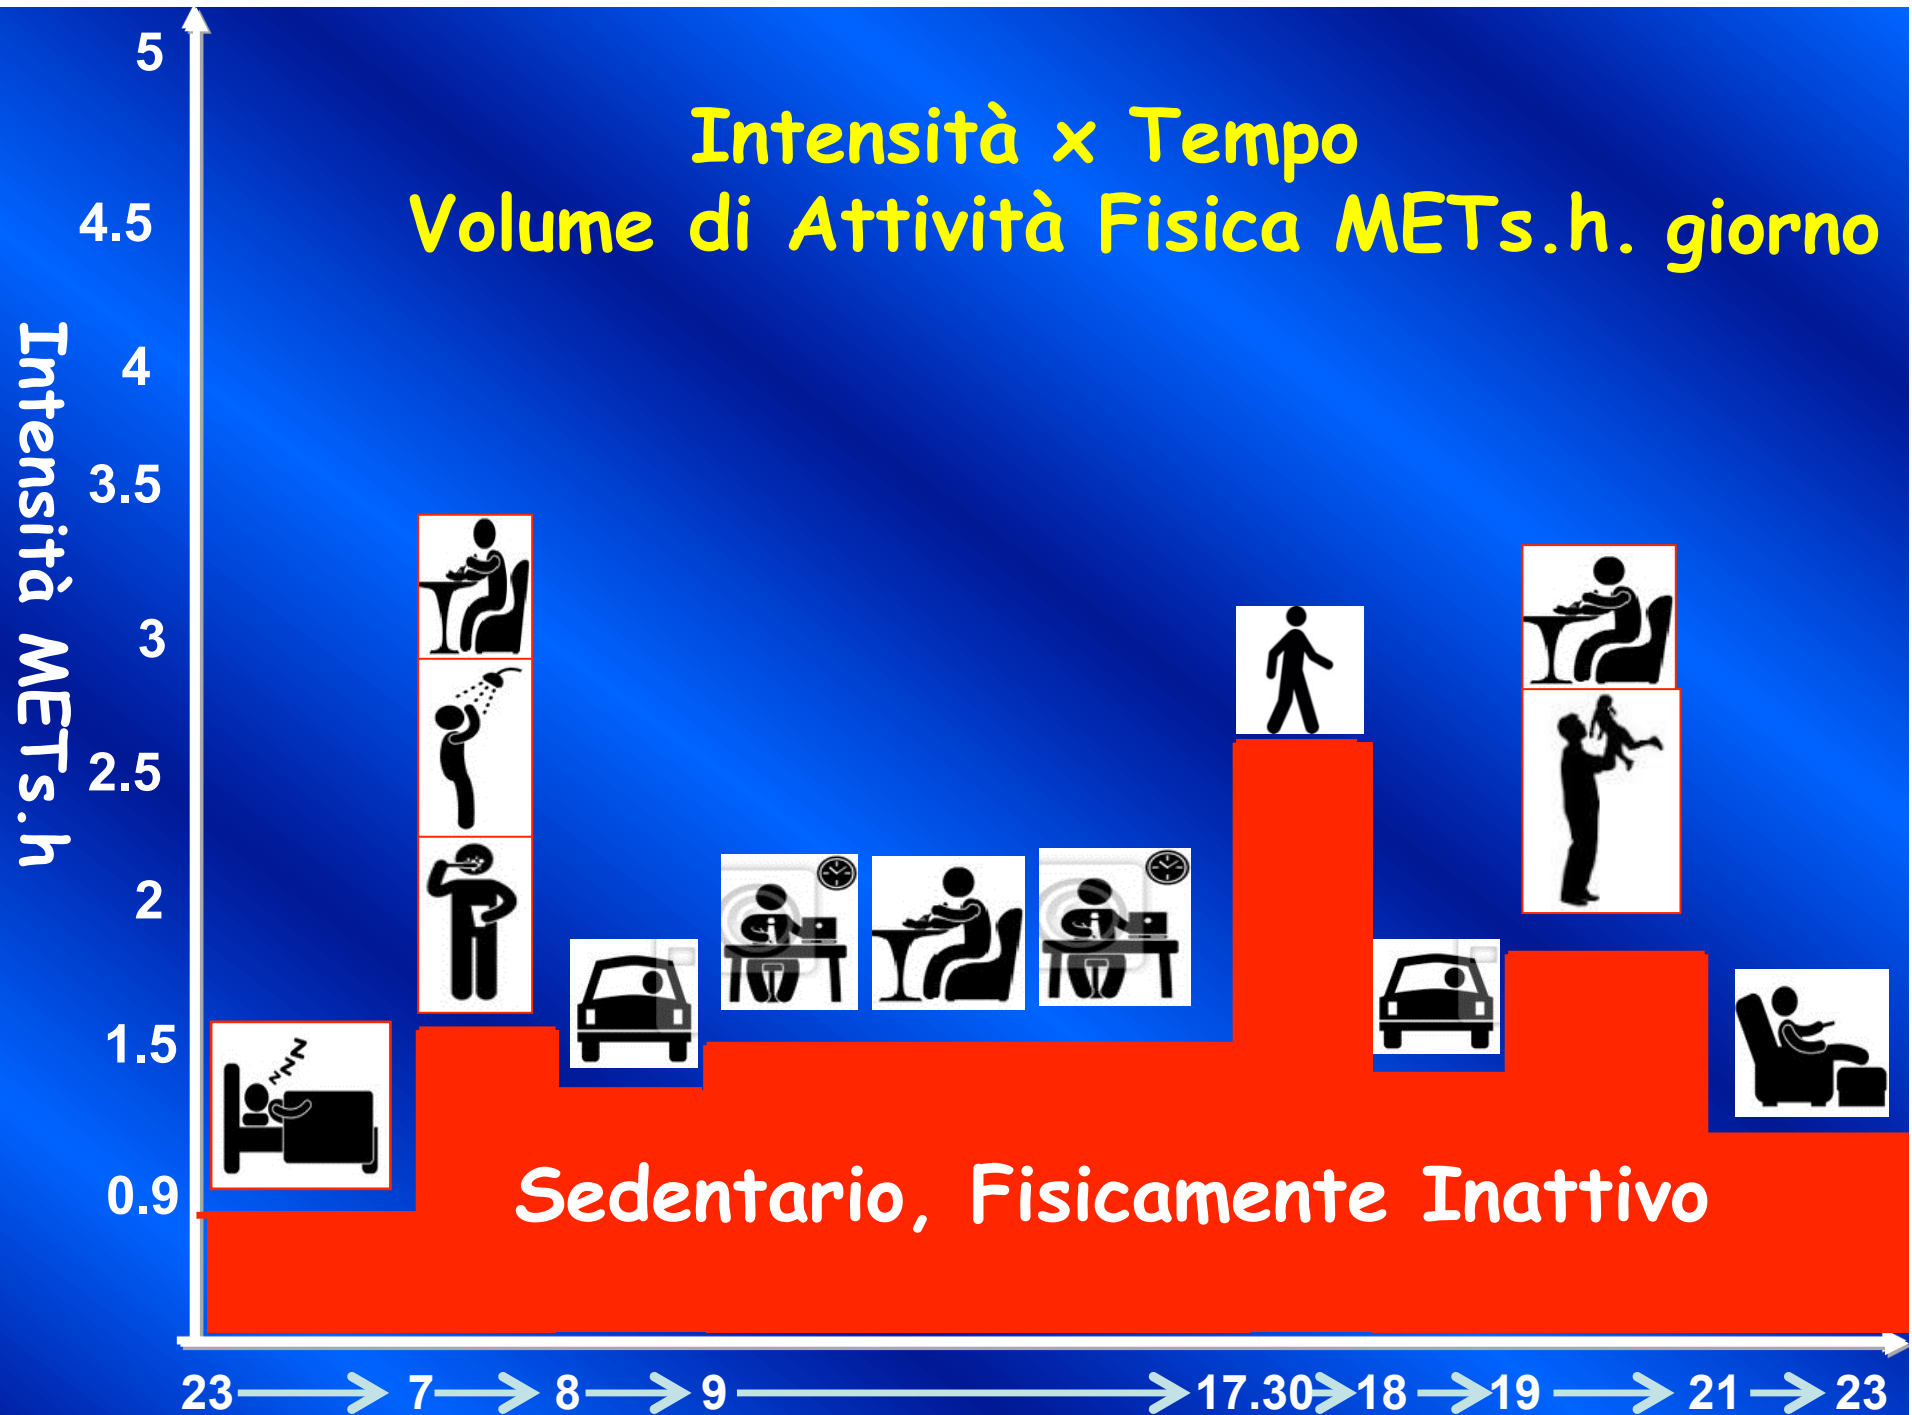 Intensità x Tempo
Volume di Attività Fisica METs.h. giorno
Intensità METs.h
5
4.5
4
3.5
3
2.5
2
1.5
0.9
z z z z
Sedentario, Fisicamente Inattivo
23 7 8 9 17.30 18 19 21 23